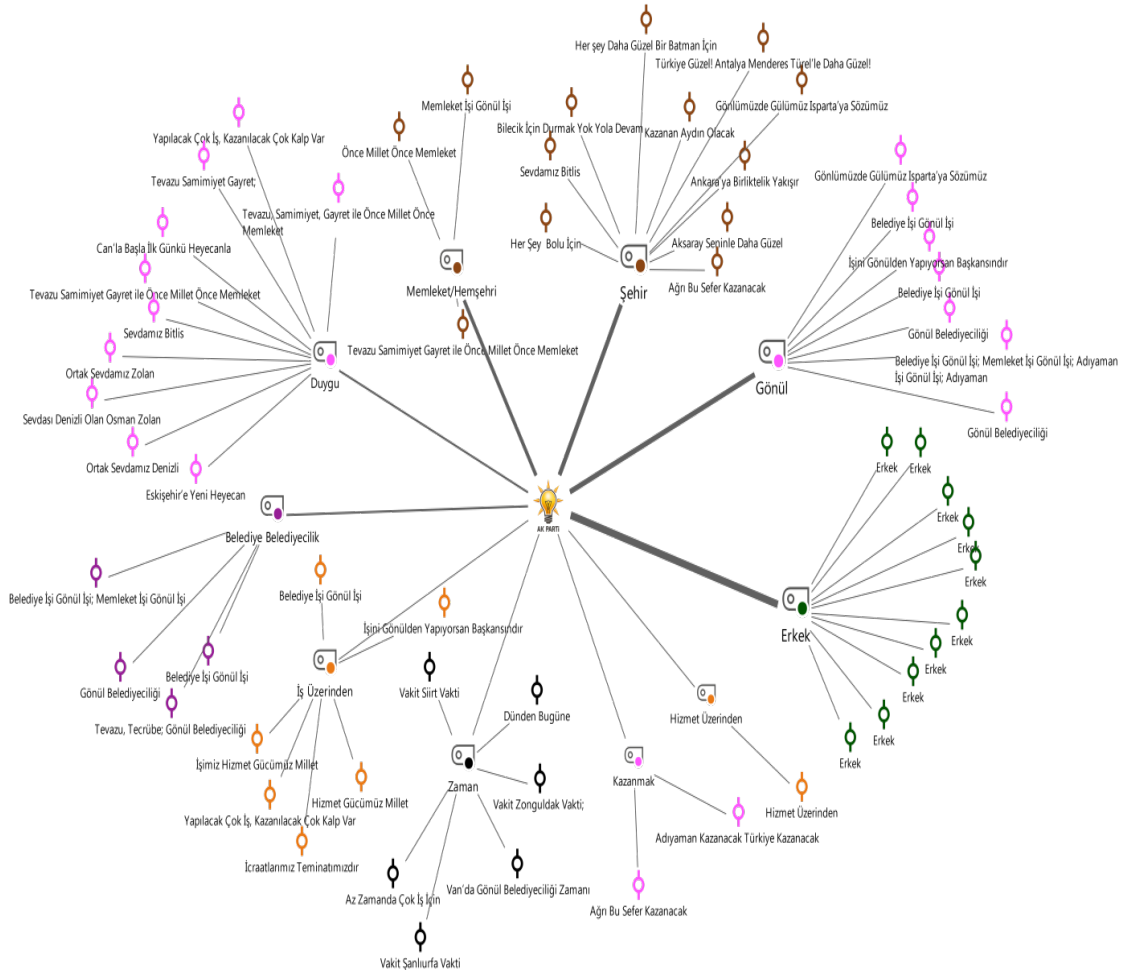 Her şey Daha Güzel Bir Batman İçin
Türkiye Güzel! Antalya Menderes Türel'le Daha Güzel!
Memleket İşi Gönül İşi
Gönlümüzde Gülümüz Isparta'ya Sözümüz
Bilecik İçin Durmak Yok Yola Devam
Kazanan Aydın Olacak
Yapılacak Çok İş, Kazanılacak Çok Kalp Var
Önce Millet Önce Memleket
Sevdamız Bitlis
Gönlümüzde Gülümüz Isparta'ya Sözümüz
Tevazu Samimiyet Gayret;
Ankara'ya Birliktelik Yakışır
Tevazu, Samimiyet, Gayret ile Önce Millet Önce
Memleket
Belediye İşi Gönül İşi
Can'la Başla İlk Günkü Heyecanla
Her Şey Bolu İçin
Aksaray Seninle Daha Güzel
İşini Gönülden Yapıyorsan Başkansındır
Memleket/Hemşehri
Şehir
Ağrı Bu Sefer Kazanacak
Tevazu Samimiyet Gayret ile Önce Millet Önce Memleket
Belediye İşi Gönül İşi
Sevdamız Bitlis
Gönül Belediyeciliği
Tevazu Samimiyet Gayret ile Önce Millet Önce Memleket
Belediye İşi Gönül İşi; Memleket İşi Gönül İşi; Adıyaman
İşi Gönül İşi; Adıyaman
Ortak Sevdamız Zolan
Duygu
Gönül
Sevdası Denizli Olan Osman Zolan
Gönül Belediyeciliği
Ortak Sevdamız Denizli
Erkek
Erkek
Eskişehir'e Yeni Heyecan
Erkek
AK PARTİ
Belediye Belediyecilik
Erkek
Erkek
Belediye İşi Gönül İşi; Memleket İşi Gönül İşi
Belediye İşi Gönül İşi
İşini Gönülden Yapıyorsan Başkansındır
Erkek
Erkek
Erkek
Belediye İşi Gönül İşi
Gönül Belediyeciliği
İş Üzerinden
Vakit Siirt Vakti
Erkek
Tevazu, Tecrübe; Gönül Belediyeciliği
Dünden Bugüne
Hizmet Üzerinden
Erkek
Erkek
İşimiz Hizmet Gücümüz Millet
Zaman
Kazanmak
Hizmet Gücümüz Millet
Vakit Zonguldak Vakti;
Hizmet Üzerinden
Yapılacak Çok İş, Kazanılacak Çok Kalp Var
Adıyaman Kazanacak Türkiye Kazanacak
İcraatlarımız Teminatımızdır
Van'da Gönül Belediyeciliği Zamanı
Az Zamanda Çok İş İçin
Ağrı Bu Sefer Kazanacak
Vakit Şanlıurfa Vakti